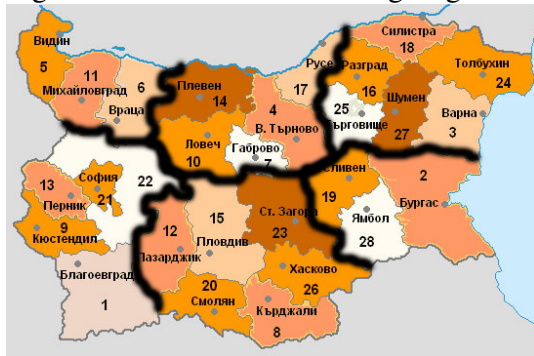 Видин
5
11
Михайловград
6
Враца
Плевен
14
Ловеч
10
4
В. Търново
Габрово
7
Русе
17
Разград
16
Силистра
18
Толбухин
24
Шумен
27
Варна
3
25
Търговище
София
21
22
13
Перник
9
Кюстендил
Благоевград
1
12
Пазарджик
15
Пловдив
Ст. Загора
23
Хасково
26
20
Смолян
Кърджали
8
Сливен
19
Ямбол
28
2
Бургас